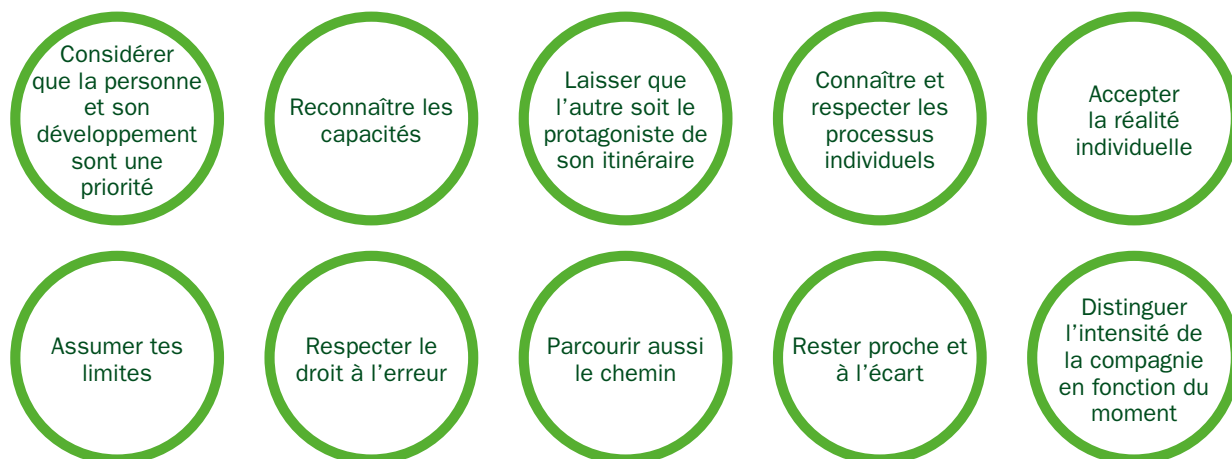 Considérer
que la personne
et son
développement
sont une
priorité
Reconnaître les
capacités
Laisser que
l'autre soit le
protagoniste de
son itinéraire
Connaître et
respecter les
processus
individuels
Accepter
la réalité
individuelle
Assumer tes
limites
Respecter le
droit à l'erreur
Parcourir aussi
le chemin
Rester proche et
à l'écart
Distinguer
l'intensité de
la compagnie
en fonction du
moment